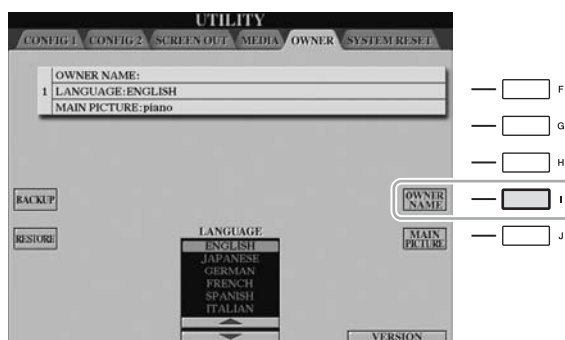 UTILITY
CONFIG 1 CONFIG 2 SCREEN OUT MEDIA OWNER SYSTEM RESET
OWNER NAME:
1 LANGUAGE:ENGLISH
MAIN PICTURE:piano
F
G
H
BACKUP
OWNER
NAME
I
RESTORE
LANGUAGE
ENGLISH
JAPANESE
GERMAN
FRENCH
SPANISH
ITALIAN
MAIN
PICTURE
J
VERSION